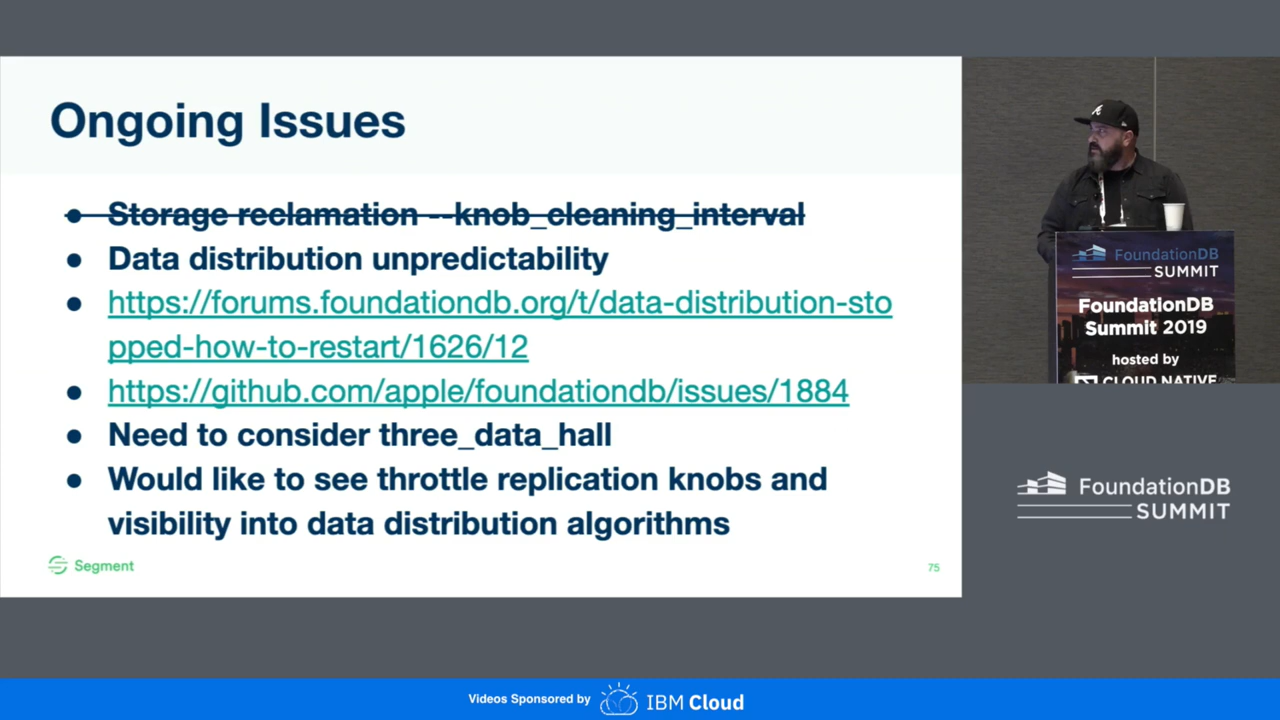 Ongoing Issues
● Storage reclamation --knob_cleaning_interval
● Data distribution unpredictability
● https://forums.foundationdb.org/t/data-distribution-sto
pped-how-to-restart/1626/12
● https://github.com/apple/foundationdb/issues/1884
● Need to consider three_data_hall
● Would like to see throttle replication knobs and
visibility into data distribution algorithms
Segment
75
FoundationDB
SUMMIT
FoundationDB
Summit 2019
hosted by
CLOUD NATIVE
FoundationDB
SUMMIT
Videos Sponsored by
IBM Cloud